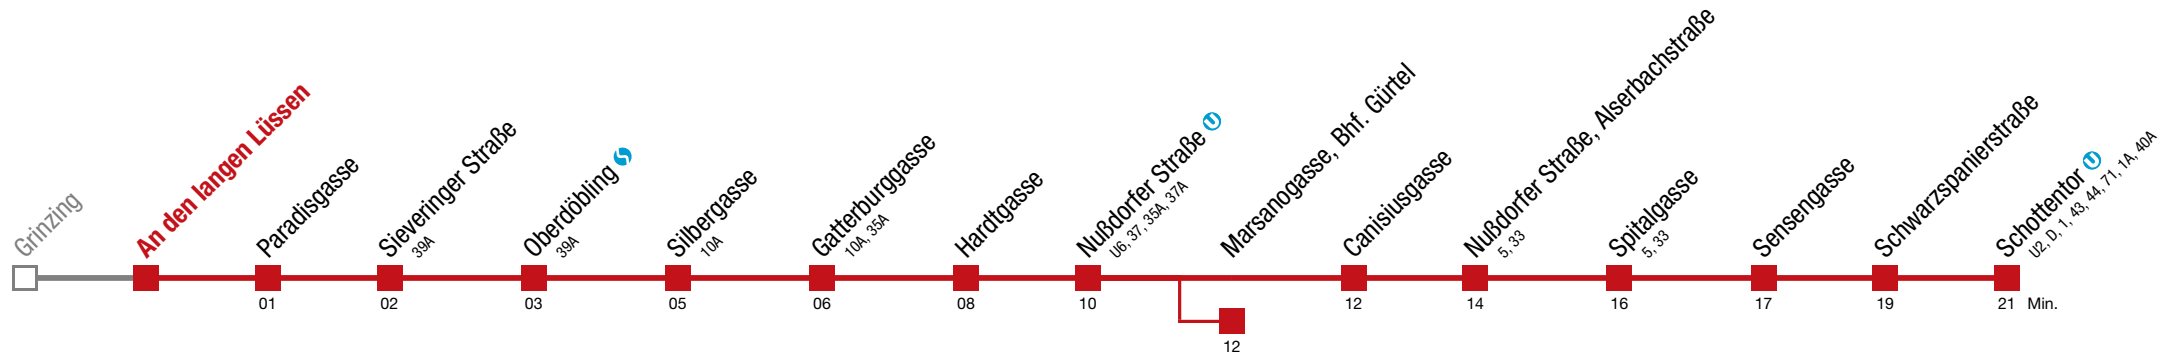 Grinzing
An den langen Lüssen
Paradisgasse
01
Sieveringer Straße
39A
02
Oberdöbling
39A
03
Silbergasse
10A
05
Gatterburggasse
10A, 35A
06
Hardtgasse
08
Nußdorfer Straße
U6, 37, 35A, 37A
10
Marsanogasse, Bhf. Gürtel
12
Canisiusgasse
12
Nußdorfer Straße, Alserbachstraße
5, 33
14
Spitalgasse
5, 33
16
Sensengasse
17
Schwarzspanierstraße
19
Schottentor
U2, D, 1, 43, 44, 71, 1A, 40A
21 Min.